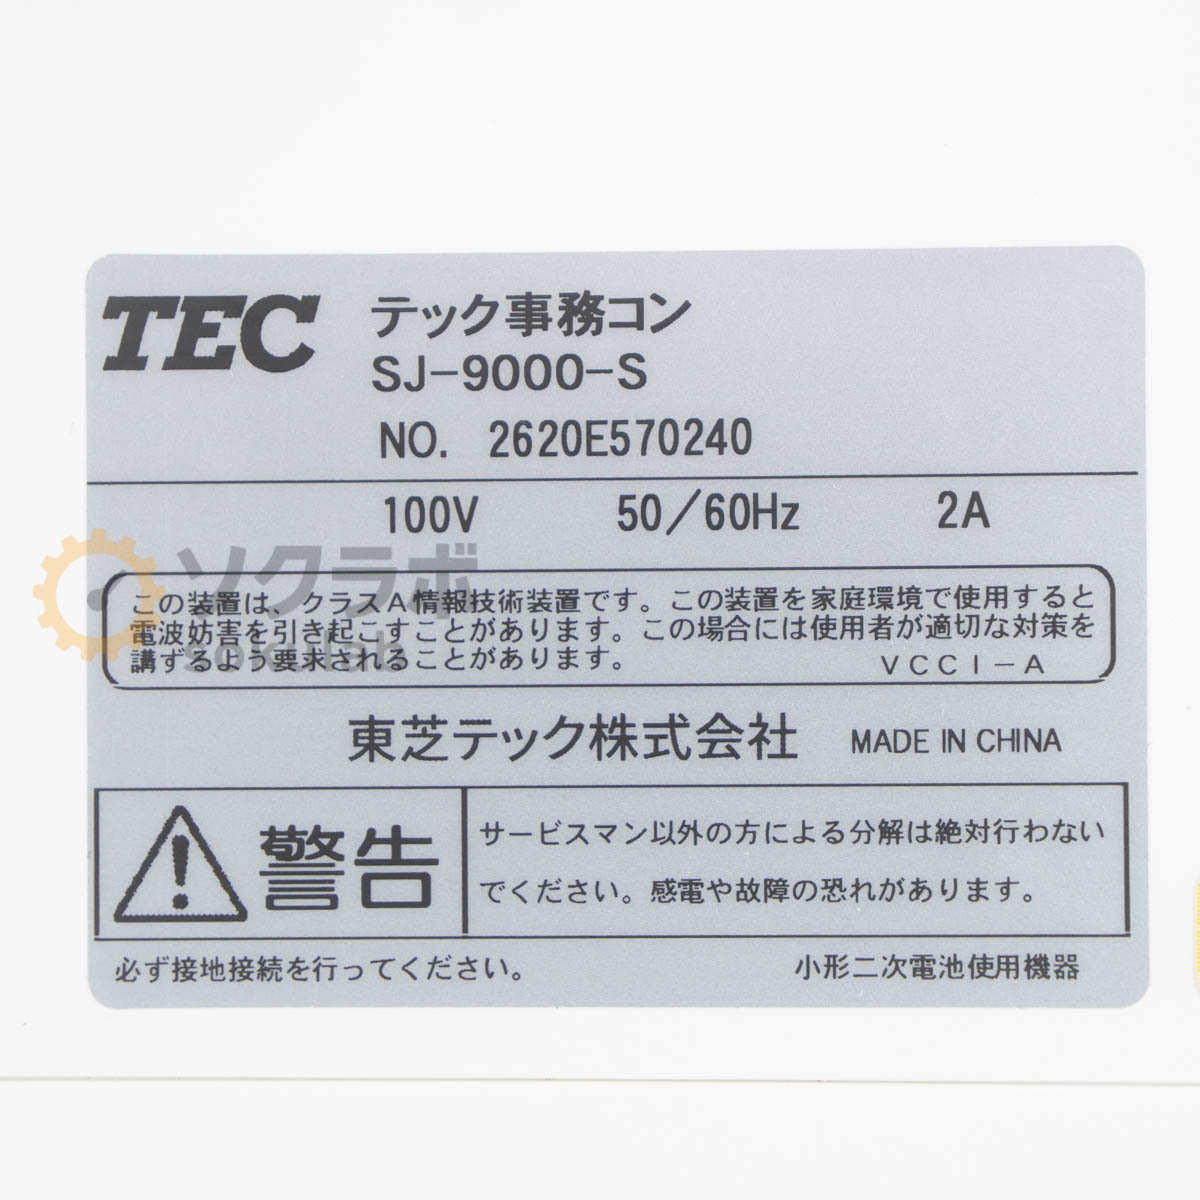 TEC
テック事務コン
SJ-9000-S
NO. 2620E570240
100V 50/60Hz 2A
ソクラボ
sokulab
この装置は、クラスA情報技術装置です。この装置を家庭環境で使用すると
電波妨害を引き起こすことがあります。この場合には使用者が適切な対策を
講ずるよう要求されることがあります。
VCCI-A
東芝テック株式会社 MADE IN CHINA
警告
サービスマン以外の方による分解は絶対行わない
でください。感電や故障の恐れがあります。
必ず接地接続を行ってください。 小形二次電池使用機器